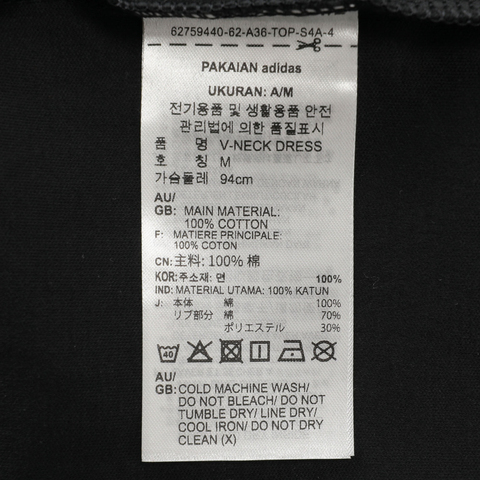 62759440-62-A36-TOP-S4A-4
PAKAIAN adidas
UKURAN: A/M
전기용품 및 생활용품 안전
관리법에 의한 품질표시
품 명 V-NECK DRESS
호 칭 M
가슴둘레 94cm
AU/
GB: MAIN MATERIAL:
100% COTTON
F: MATIERE PRINCIPALE:
100% COTON
CN: 主料: 100% 棉
KOR: 주소재: 면 100%
IND: MATERIAL UTAMA: 100% KATUN
J: 本体 綿 100%
リブ部分 綿 70%
ポリエステル 30%
40
AU/
GB: COLD MACHINE WASH/
DO NOT BLEACH/ DO NOT
TUMBLE DRY/ LINE DRY/
COOL IRON/ DO NOT DRY
CLEAN (X)